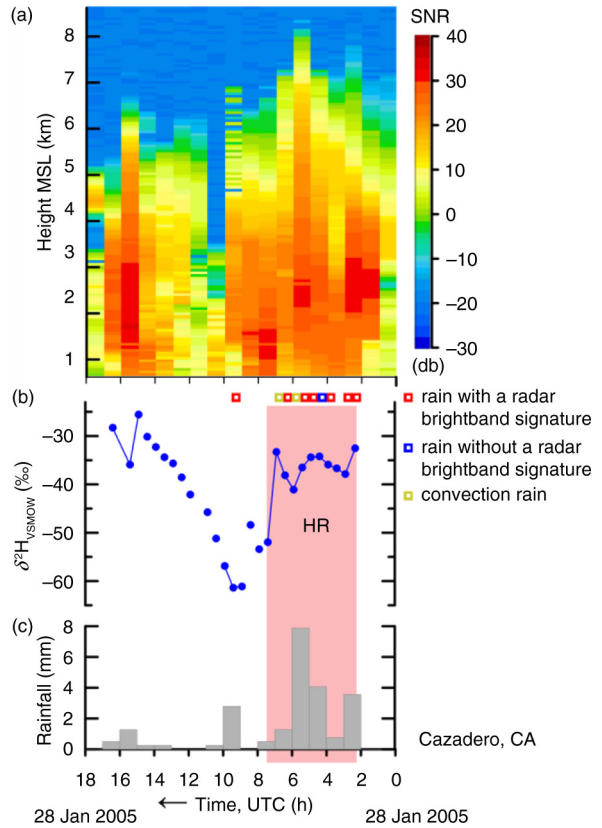 (a)
SNR
Height MSL (km)
8
7
6
5
4
3
2
1
40
30
20
10
0
−10
−20
−30
(db)
(b)
rain with a radar
brightband signature
rain without a radar
brightband signature
convection rain
δ²H_VSMOW (‰)
−30
−40
−50
−60
HR
(c)
Rainfall (mm)
8
6
4
2
0
Cazadero, CA
18 16 14 12 10 8 6 4 2 0
← Time, UTC (h)
28 Jan 2005 28 Jan 2005